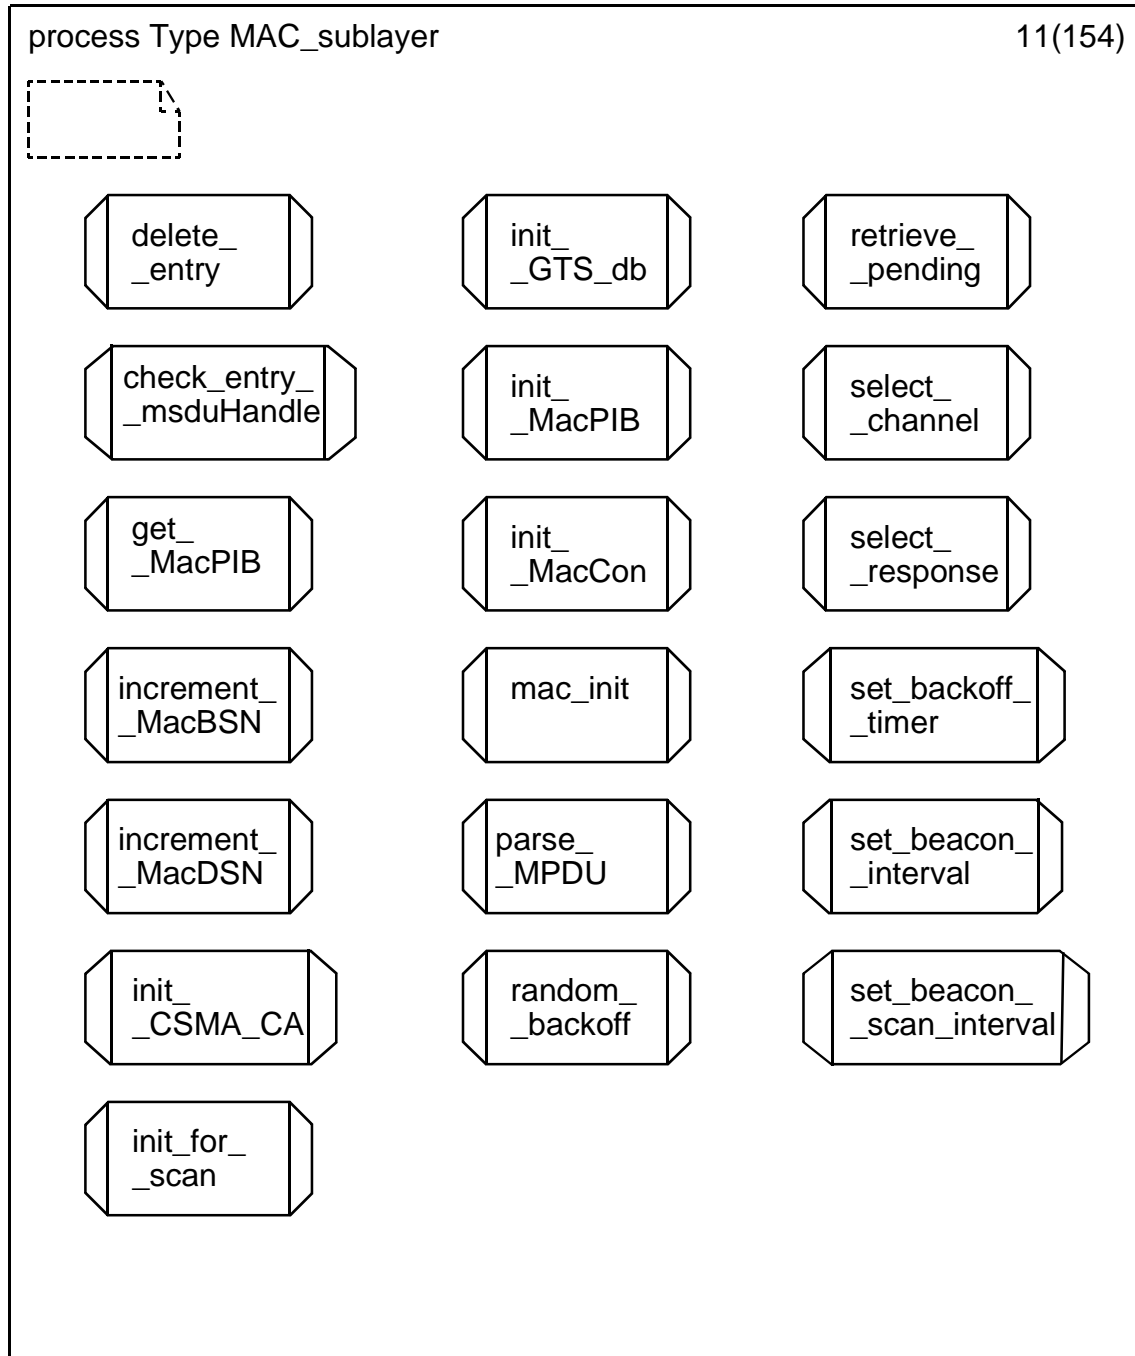 process Type MAC_sublayer
11(154)
delete_
_entry
init_
_GTS_db
retrieve_
_pending
check_entry_
_msduHandle
init_
_MacPIB
select_
_channel
get_
_MacPIB
init_
_MacCon
select_
_response
increment_
_MacBSN
mac_init
set_backoff_
_timer
increment_
_MacDSN
parse_
_MPDU
set_beacon_
_interval
init_
_CSMA_CA
random_
_backoff
set_beacon_
_scan_interval
init_for_
_scan